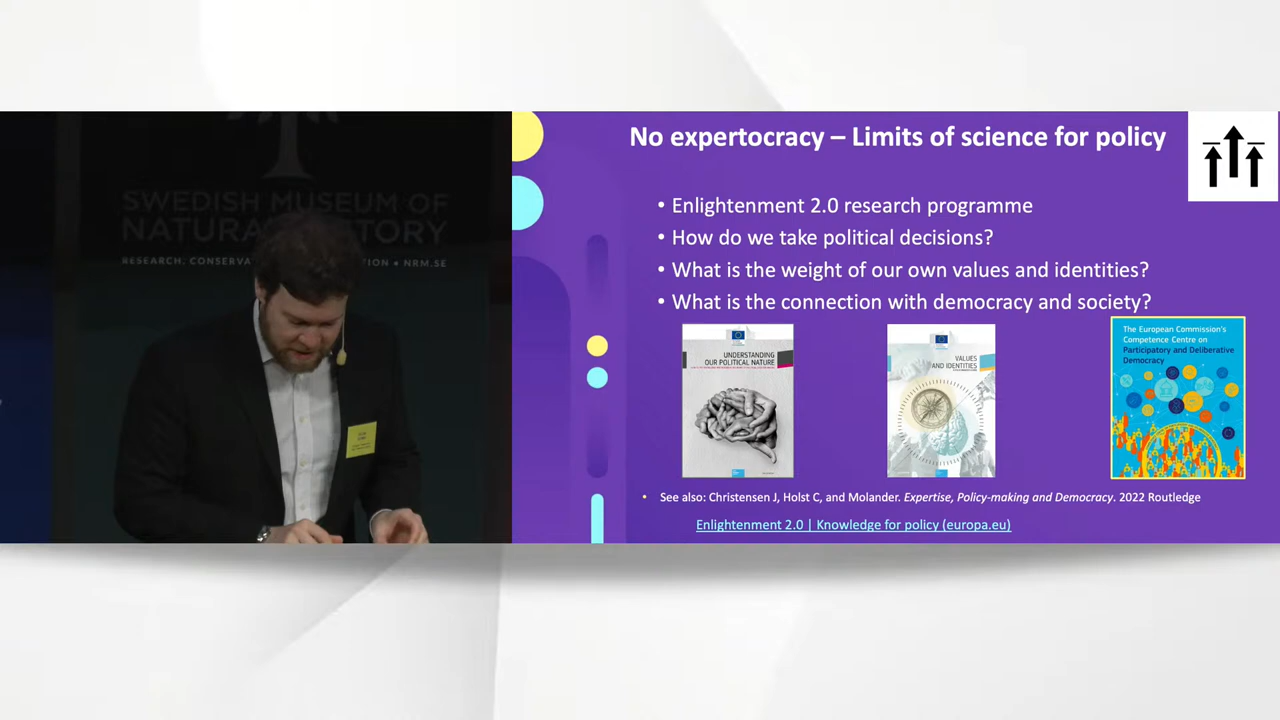 SWEDISH MUSEUM OF
NATURAL HISTORY
RESEARCH. CONSERVA
ION • NRM.SE
No expertocracy – Limits of science for policy
• Enlightenment 2.0 research programme
• How do we take political decisions?
• What is the weight of our own values and identities?
• What is the connection with democracy and society?
UNDERSTANDING
OUR POLITICAL NATURE
VALUES
AND IDENTITIES
The European Commission's
Competence Centre on
Participatory and Deliberative
Democracy
• See also: Christensen J, Holst C, and Molander. Expertise, Policy-making and Democracy. 2022 Routledge
Enlightenment 2.0 | Knowledge for policy (europa.eu)